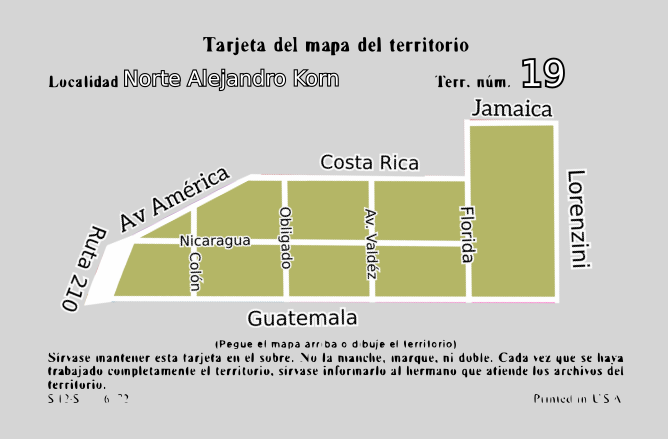 Tarjeta del mapa del territorio
Localidad Norte Alejandro Korn Terr. núm. 19
Jamaica
Costa Rica
Av América
Lorenzini
Obligado
Av. Valdéz
Florida
Ruta 210
Nicaragua
Colón
Guatemala
(Pegue el mapa arriba o dibuje el territorio)
Sírvase mantener esta tarjeta en el sobre. No la manche, marque, ni doble. Cada vez que se haya
trabajado completamente el territorio, sírvase informarlo al hermano que atiende los archivos del
territorio.
S-12-S 6-72 Printed in U.S.A.